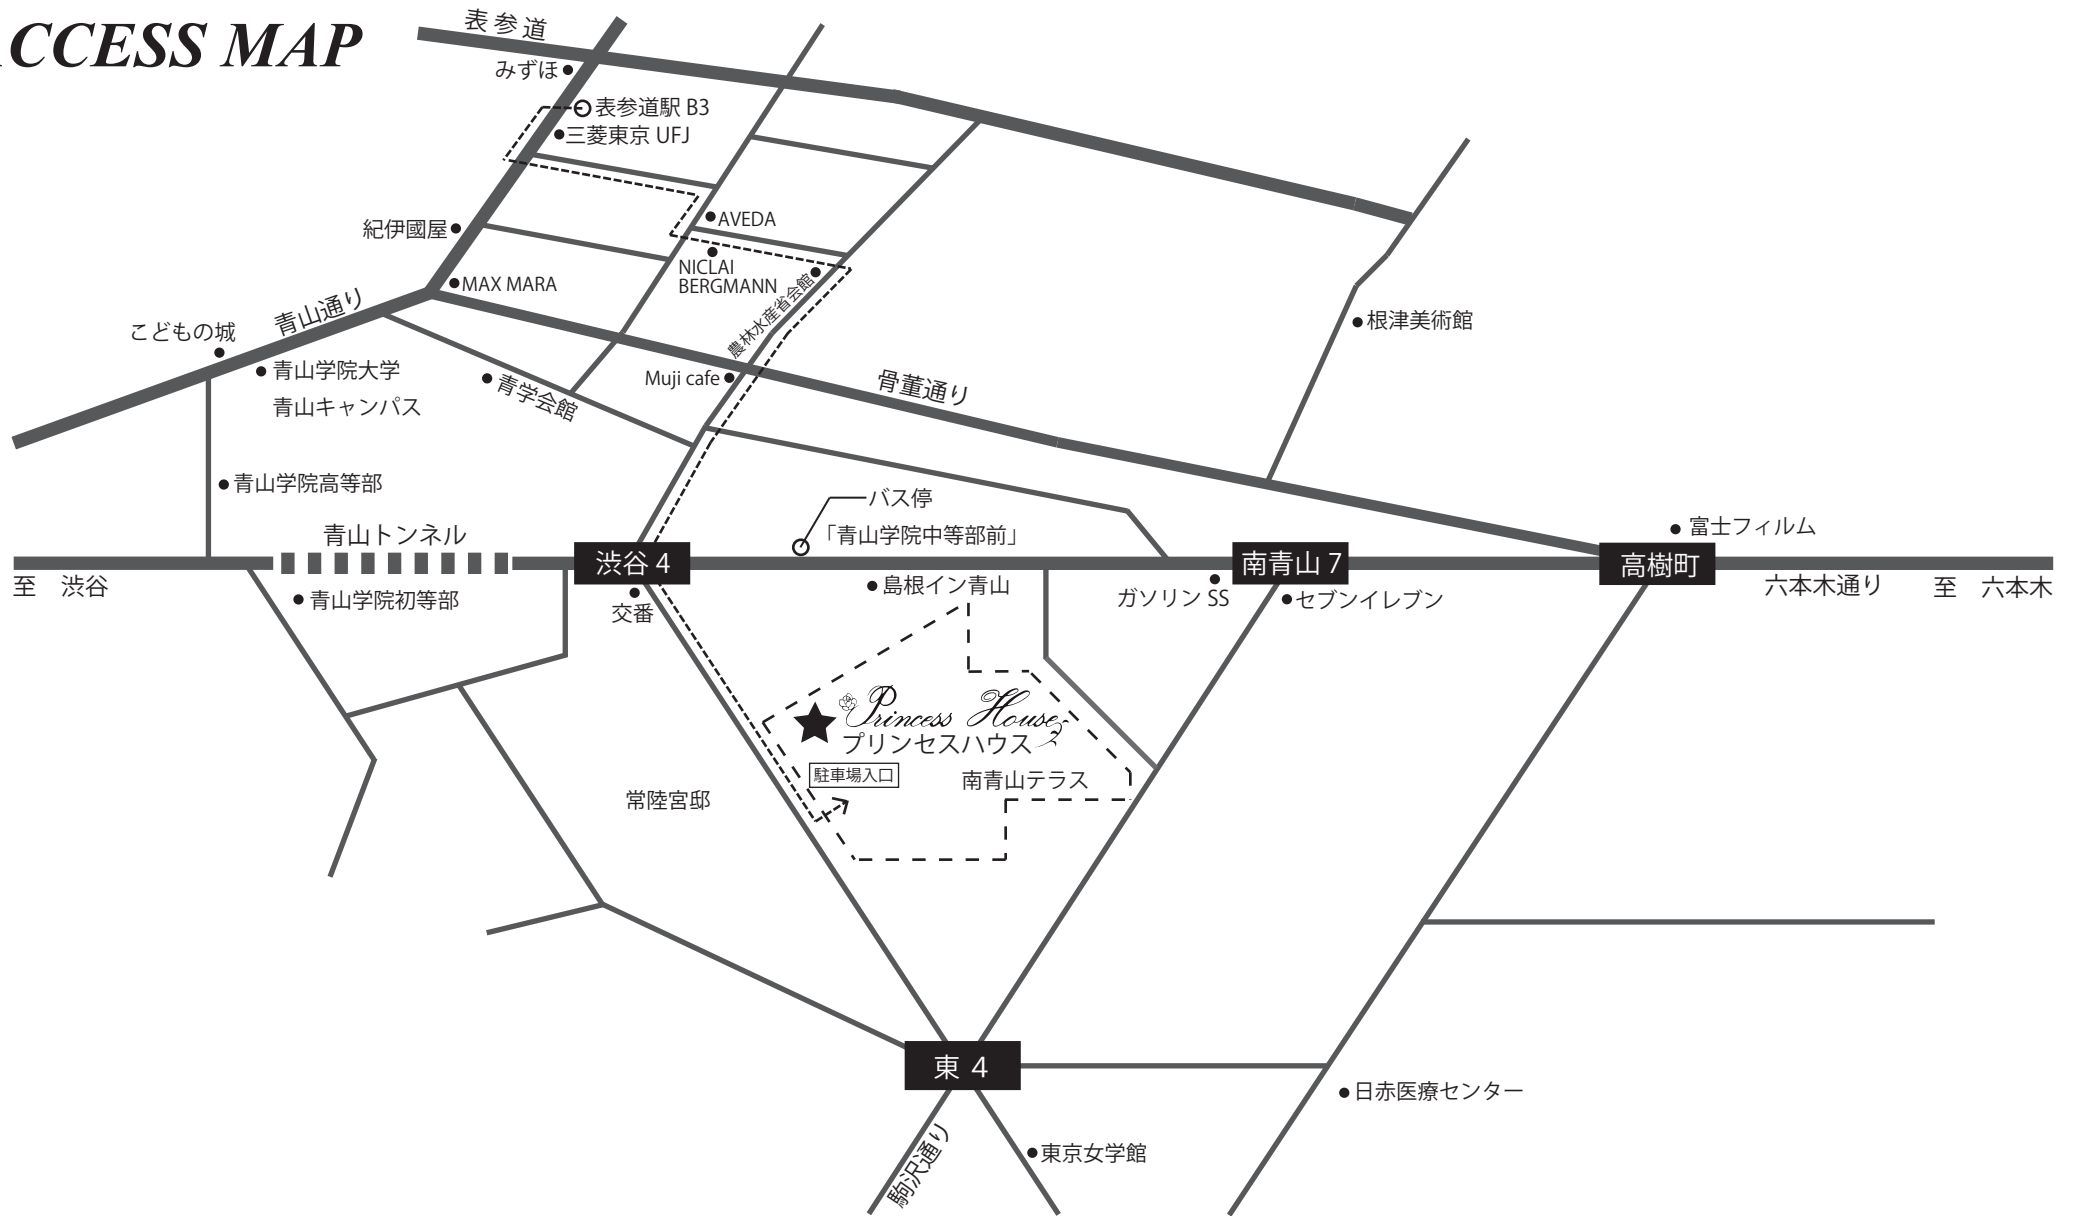 CCESS MAP
表参道
みずほ
表参道駅 B3
三菱東京 UFJ
紀伊國屋
AVEDA
NICLAI
BERGMANN
MAX MARA
農林水産省会館
青山通り
こどもの城
青山学院大学
青山キャンパス
青学会館
Muji cafe
骨董通り
根津美術館
青山学院高等部
バス停
「青山学院中等部前」
青山トンネル
富士フィルム
渋谷 4
南青山 7
高樹町
至　渋谷
青山学院初等部
交番
島根イン青山
ガソリン SS
セブンイレブン
六本木通り
至　六本木
Princess House
プリンセスハウス
駐車場入口
南青山テラス
常陸宮邸
東 4
日赤医療センター
駒沢通り
東京女学館